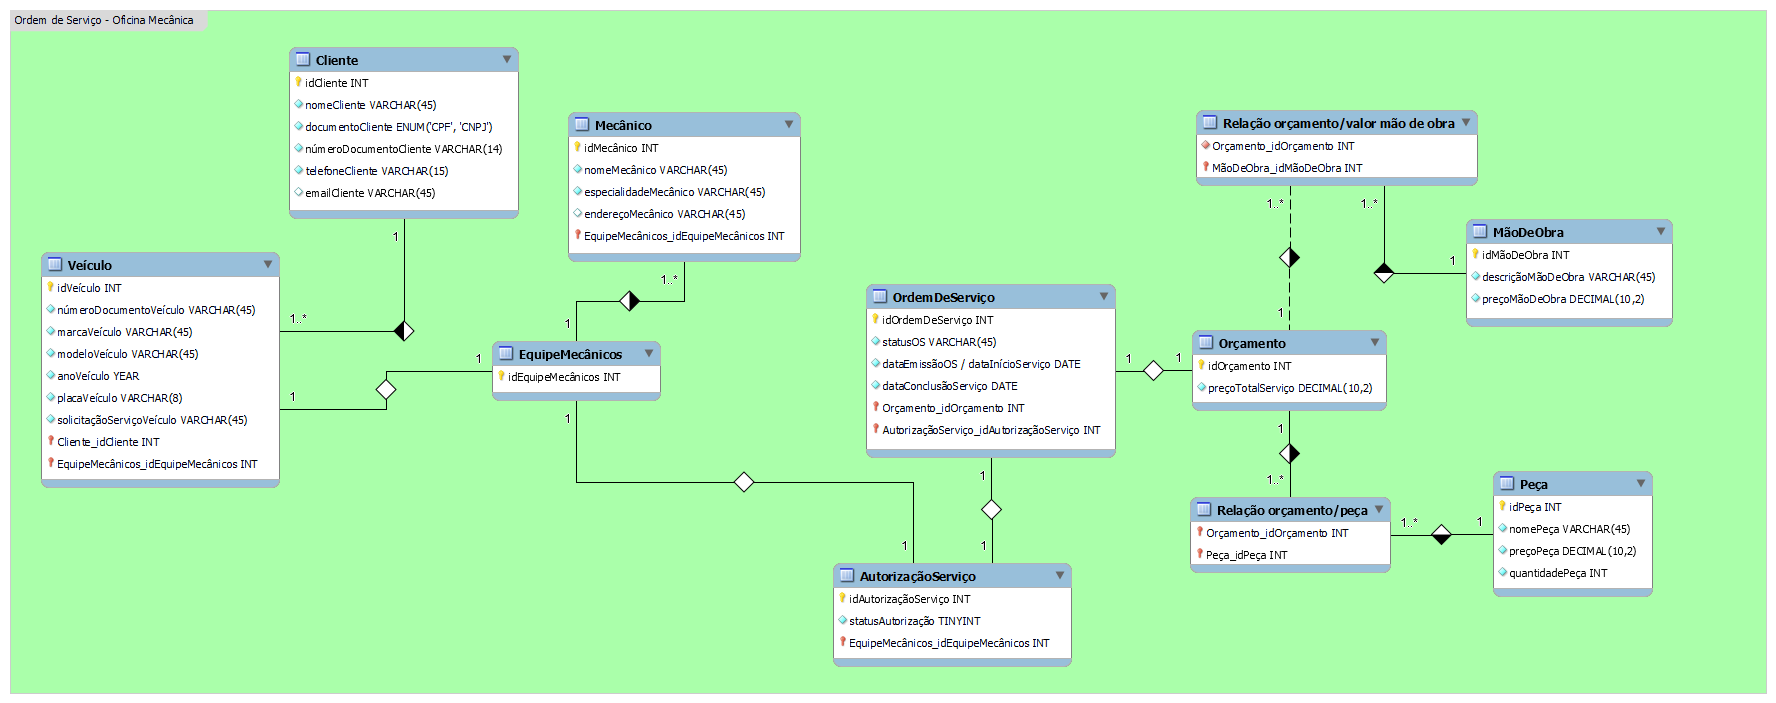 Ordem de Serviço - Oficina Mecânica
Cliente
idCliente INT
nomeCliente VARCHAR(45)
documentoCliente ENUM('CPF', 'CNPJ')
númeroDocumentoCliente VARCHAR(14)
telefoneCliente VARCHAR(15)
emailCliente VARCHAR(45)
1
1..*
Veículo
idVeículo INT
númeroDocumentoVeículo VARCHAR(45)
marcaVeículo VARCHAR(45)
modeloVeículo VARCHAR(45)
anoVeículo YEAR
placaVeículo VARCHAR(8)
solicitaçãoServiçoVeículo VARCHAR(45)
Cliente_idCliente INT
EquipeMecânicos_idEquipeMecânicos INT
1
1
Mecânico
idMecânico INT
nomeMecânico VARCHAR(45)
especialidadeMecânico VARCHAR(45)
endereçoMecânico VARCHAR(45)
EquipeMecânicos_idEquipeMecânicos INT
1..*
1
EquipeMecânicos
idEquipeMecânicos INT
1
1
OrdemDeServiço
idOrdemDeServiço INT
statusOS VARCHAR(45)
dataEmissãoOS / dataInícioServiço DATE
dataConclusãoServiço DATE
Orçamento_idOrçamento INT
AutorizaçãoServiço_idAutorizaçãoServiço INT
1
1
AutorizaçãoServiço
idAutorizaçãoServiço INT
statusAutorização TINYINT
EquipeMecânicos_idEquipeMecânicos INT
1
1
Relação orçamento/valor mão de obra
Orçamento_idOrçamento INT
MãoDeObra_idMãoDeObra INT
1..*
1..*
1
1
MãoDeObra
idMãoDeObra INT
descriçãoMãoDeObra VARCHAR(45)
preçoMãoDeObra DECIMAL(10,2)
Orçamento
idOrçamento INT
preçoTotalServiço DECIMAL(10,2)
1
1..*
Relação orçamento/peça
Orçamento_idOrçamento INT
Peça_idPeça INT
1..*
1
Peça
idPeça INT
nomePeça VARCHAR(45)
preçoPeça DECIMAL(10,2)
quantidadePeça INT